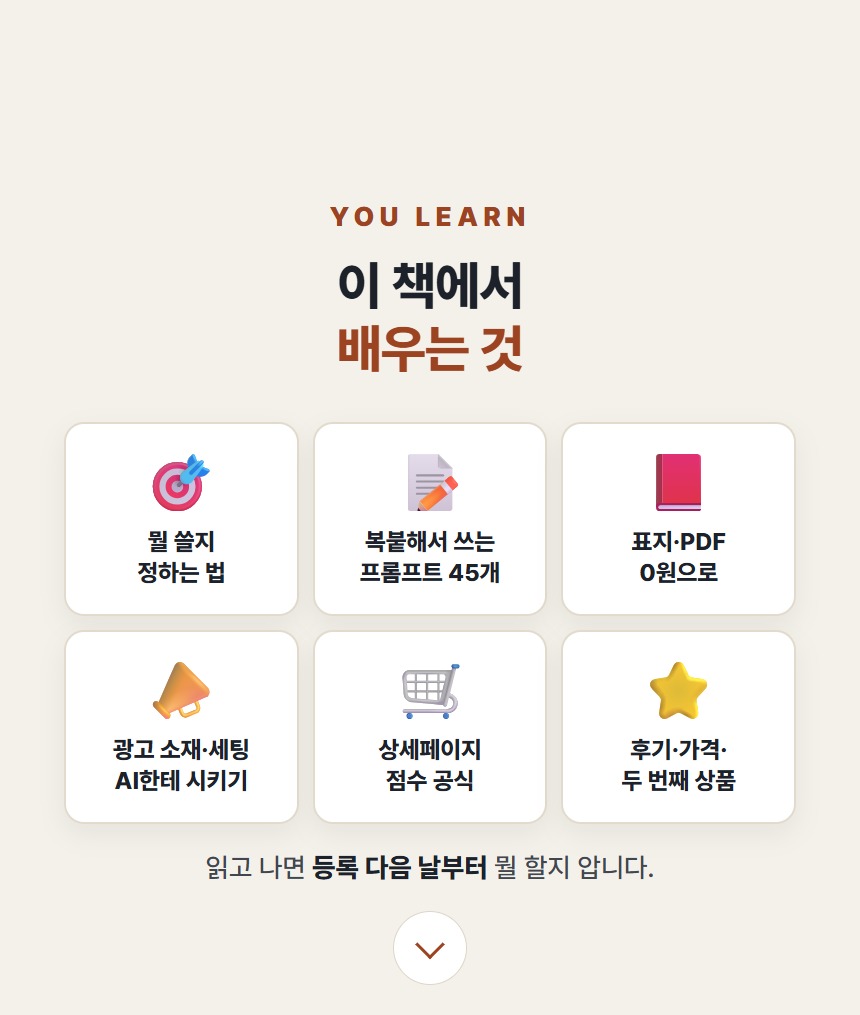 YOU LEARN
이 책에서
배우는 것
뭘 쓸지
정하는 법
복붙해서 쓰는
프롬프트 45개
표지·PDF
0원으로
광고 소재·세팅
AI한테 시키기
상세페이지
점수 공식
후기·가격·
두 번째 상품
읽고 나면 등록 다음 날부터 뭘 할지 압니다.